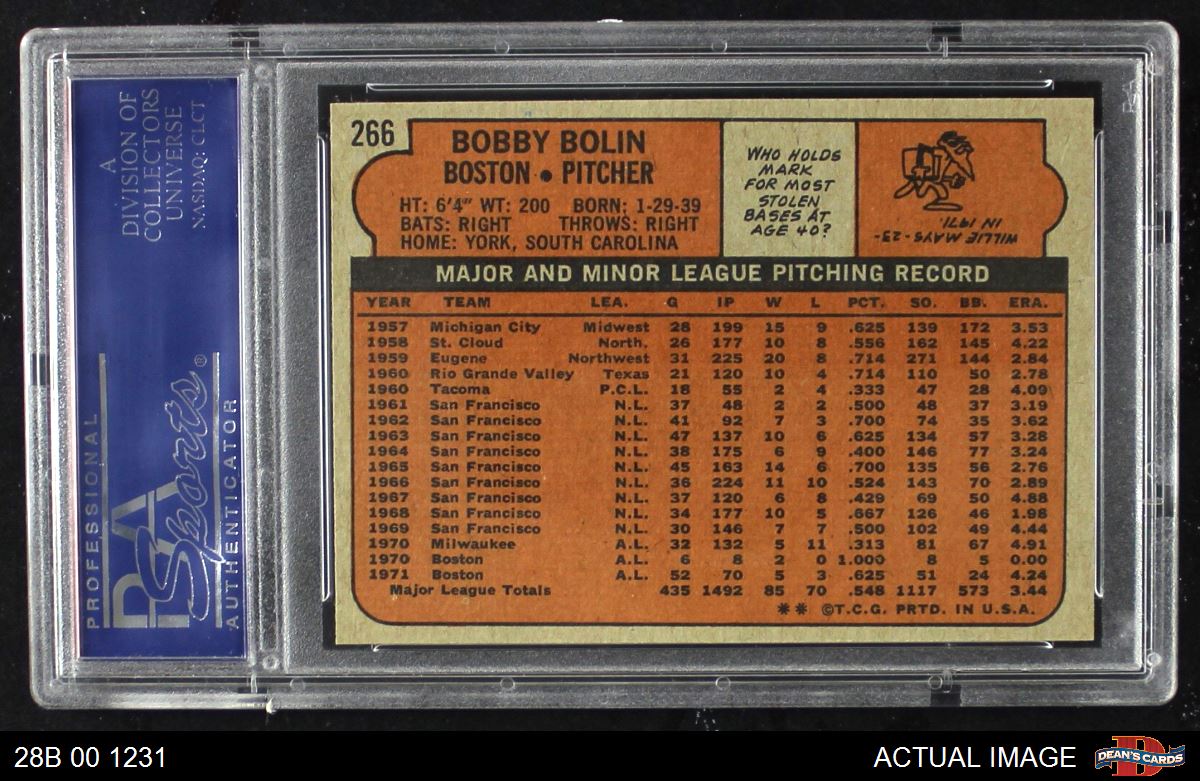 A
DIVISION OF
COLLECTORS
UNIVERSE
NASDAQ: CLCT
PROFESSIONAL
PSA
Sports®
AUTHENTICATOR
266
BOBBY BOLIN
BOSTON • PITCHER
HT: 6'4" WT: 200 BORN: 1-29-39
BATS: RIGHT THROWS: RIGHT
HOME: YORK, SOUTH CAROLINA
WHO HOLDS
MARK
FOR MOST
STOLEN
BASES AT
AGE 40?
WILLIE MAYS-23-
IN 1971.
MAJOR AND MINOR LEAGUE PITCHING RECORD
YEAR TEAM LEA. G IP W L PCT. SO. BB. ERA.
1957 Michigan City Midwest 28 199 15 9 .625 139 172 3.53
1958 St. Cloud North. 26 177 10 8 .556 162 145 4.22
1959 Eugene Northwest 31 225 20 8 .714 271 144 2.84
1960 Rio Grande Valley Texas 21 120 10 4 .714 110 50 2.78
1960 Tacoma P.C.L. 18 55 2 4 .333 47 28 4.09
1961 San Francisco N.L. 37 48 2 2 .500 48 37 3.19
1962 San Francisco N.L. 41 92 7 3 .700 74 35 3.62
1963 San Francisco N.L. 47 137 10 6 .625 134 57 3.28
1964 San Francisco N.L. 38 175 6 9 .400 146 77 3.24
1965 San Francisco N.L. 45 163 14 6 .700 135 56 2.76
1966 San Francisco N.L. 36 224 11 10 .524 143 70 2.89
1967 San Francisco N.L. 37 120 6 8 .429 69 50 4.88
1968 San Francisco N.L. 34 177 10 5 .667 126 46 1.98
1969 San Francisco N.L. 30 146 7 7 .500 102 49 4.44
1970 Milwaukee A.L. 32 132 5 11 .313 81 67 4.91
1970 Boston A.L. 6 8 2 0 1.000 8 5 0.00
1971 Boston A.L. 52 70 5 3 .625 51 24 4.24
Major League Totals 435 1492 85 70 .548 1117 573 3.44
** ©T.C.G. PRTD. IN U.S.A.
28B 00 1231
ACTUAL IMAGE
D
DEAN'S CARDS